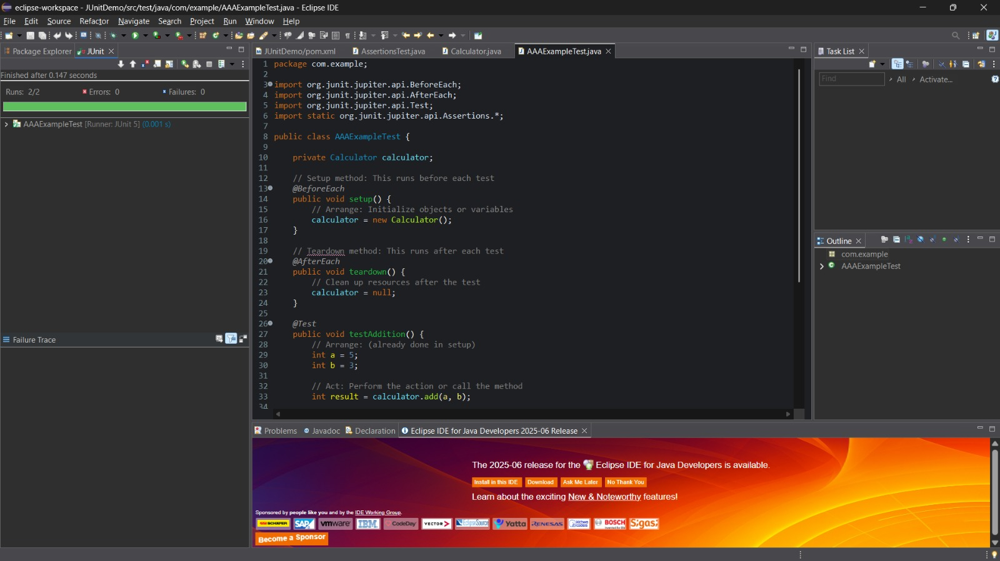 eclipse-workspace - JUnitDemo/src/test/java/com/example/AAAExampleTest.java - Eclipse IDE
File Edit Source Refactor Navigate Search Project Run Window Help
Package Explorer JUnit
Finished after 0.147 seconds
Runs: 2/2 Errors: 0 Failures: 0
AAAExampleTest [Runner: JUnit 5] (0.001 s)
Failure Trace
JUnitDemo/pom.xml AssertionsTest.java Calculator.java AAAExampleTest.java
1 package com.example;
2
3 import org.junit.jupiter.api.BeforeEach;
4 import org.junit.jupiter.api.AfterEach;
5 import org.junit.jupiter.api.Test;
6 import static org.junit.jupiter.api.Assertions.*;
7
8 public class AAAExampleTest {
9
10 private Calculator calculator;
11
12 // Setup method: This runs before each test
13 @BeforeEach
14 public void setup() {
15 // Arrange: Initialize objects or variables
16 calculator = new Calculator();
17 }
18
19 // Teardown method: This runs after each test
20 @AfterEach
21 public void teardown() {
22 // Clean up resources after the test
23 calculator = null;
24 }
25
26 @Test
27 public void testAddition() {
28 // Arrange: (already done in setup)
29 int a = 5;
30 int b = 3;
31
32 // Act: Perform the action or call the method
33 int result = calculator.add(a, b);
34
Task List
Find All Activate...
Outline
com.example
AAAExampleTest
Problems Javadoc Declaration Eclipse IDE for Java Developers 2025-06 Release
The 2025-06 release for the Eclipse IDE for Java Developers is available.
Install in this IDE Download Ask Me Later No Thank You
Learn about the exciting New & Noteworthy features!
Sponsored by people like you and by the IDE Working Group.
SCHAEFER SAP vmware IBM CodeDay VECTOR EclipseSource Yatta RENESAS BOSCH Sigasi
Become a Sponsor